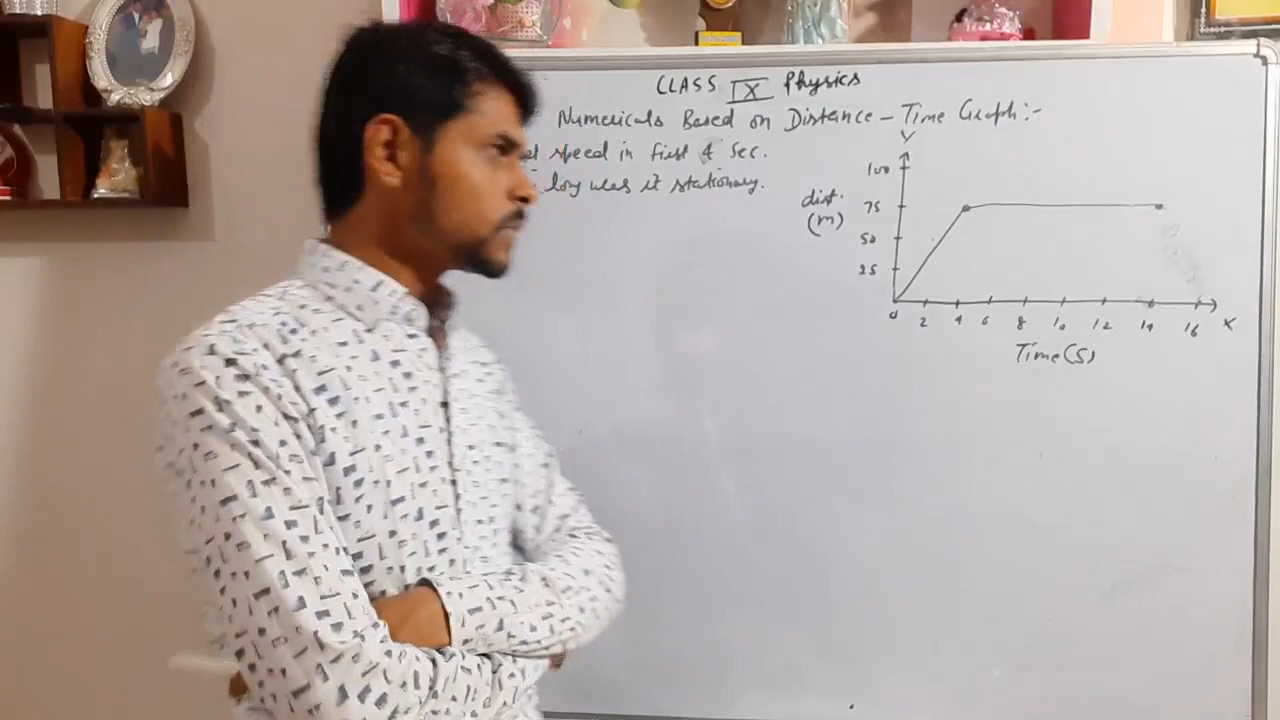 CLASS IX Physics
Numericals Based on Distance - Time Graph :-
speed in first 4 Sec.
long was it stationary.
Y
100
dist. 75
(m)
50
25
0 2 4 6 8 10 12 14 16 X
Time(s)